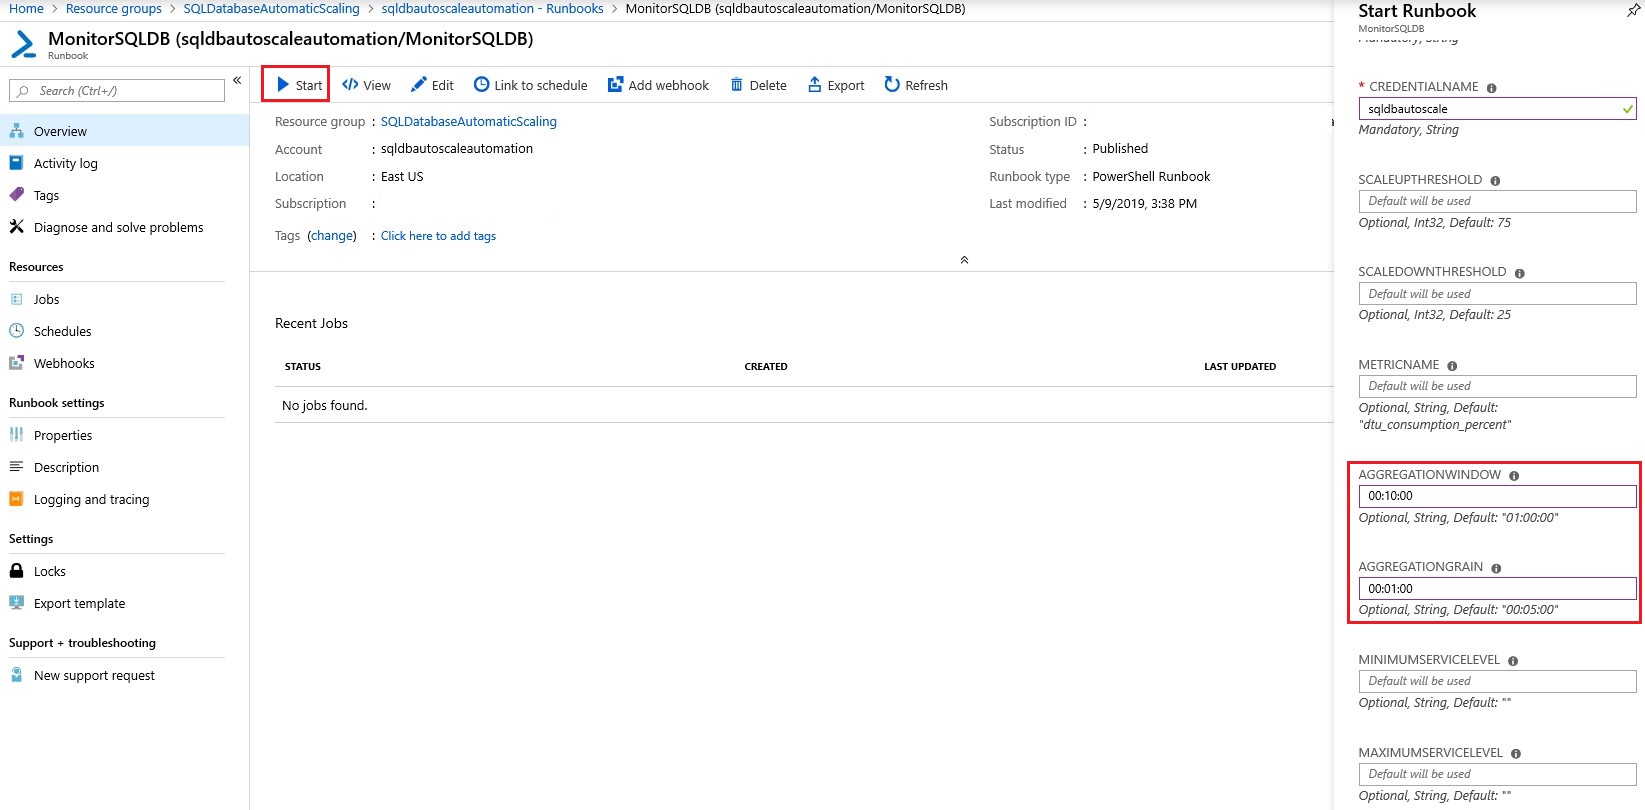 Home > Resource groups > SQLDatabaseAutomaticScaling > sqldbautoscaleautomation - Runbooks > MonitorSQLDB (sqldbautoscaleautomation/MonitorSQLDB)
MonitorSQLDB (sqldbautoscaleautomation/MonitorSQLDB)
Runbook
Search (Ctrl+/)
«
Overview
Activity log
Tags
Diagnose and solve problems
Resources
Jobs
Schedules
Webhooks
Runbook settings
Properties
Description
Logging and tracing
Settings
Locks
Export template
Support + troubleshooting
New support request
Start View Edit Link to schedule Add webhook Delete Export Refresh
Resource group : SQLDatabaseAutomaticScaling
Account : sqldbautoscaleautomation
Location : East US
Subscription :
Tags (change) : Click here to add tags
Subscription ID :
Status : Published
Runbook type : PowerShell Runbook
Last modified : 5/9/2019, 3:38 PM
Recent Jobs
STATUS CREATED LAST UPDATED
No jobs found.
Start Runbook
MonitorSQLDB
Mandatory, String
* CREDENTIALNAME
sqldbautoscale
Mandatory, String
SCALEUPTHRESHOLD
Default will be used
Optional, Int32, Default: 75
SCALEDOWNTHRESHOLD
Default will be used
Optional, Int32, Default: 25
METRICNAME
Default will be used
Optional, String, Default:
"dtu_consumption_percent"
AGGREGATIONWINDOW
00:10:00
Optional, String, Default: "01:00:00"
AGGREGATIONGRAIN
00:01:00
Optional, String, Default: "00:05:00"
MINIMUMSERVICELEVEL
Default will be used
Optional, String, Default: ""
MAXIMUMSERVICELEVEL
Default will be used
Optional, String, Default: ""